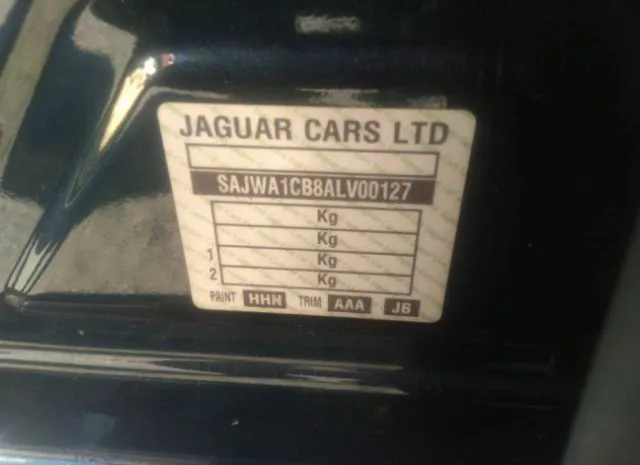 JAGUAR CARS LTD
SAJWA1CB8ALV00127
Kg
Kg
1 Kg
2 Kg
PAINT HHN TRIM AAA JB